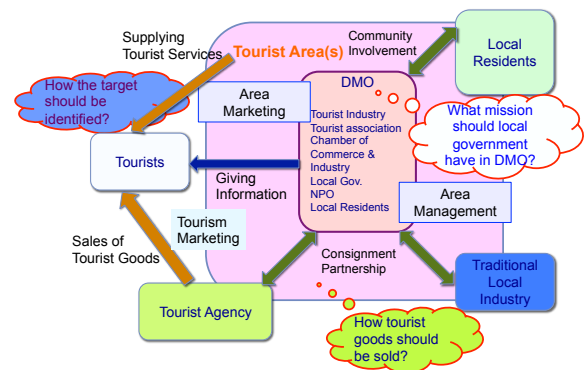 Supplying
Tourist Services
Tourist Area(s)
Community
Involvement
Local
Residents
How the target
should be
identified?
Area
Marketing
DMO
Tourist Industry
Tourist association
Chamber of
Commerce &
Industry
Local Gov.
NPO
Local Residents
What mission
should local
government
have in DMO?
Tourists
Giving
Information
Area
Management
Tourism
Marketing
Sales of
Tourist Goods
Consignment
Partnership
Traditional
Local
Industry
Tourist Agency
How tourist
goods should
be sold?